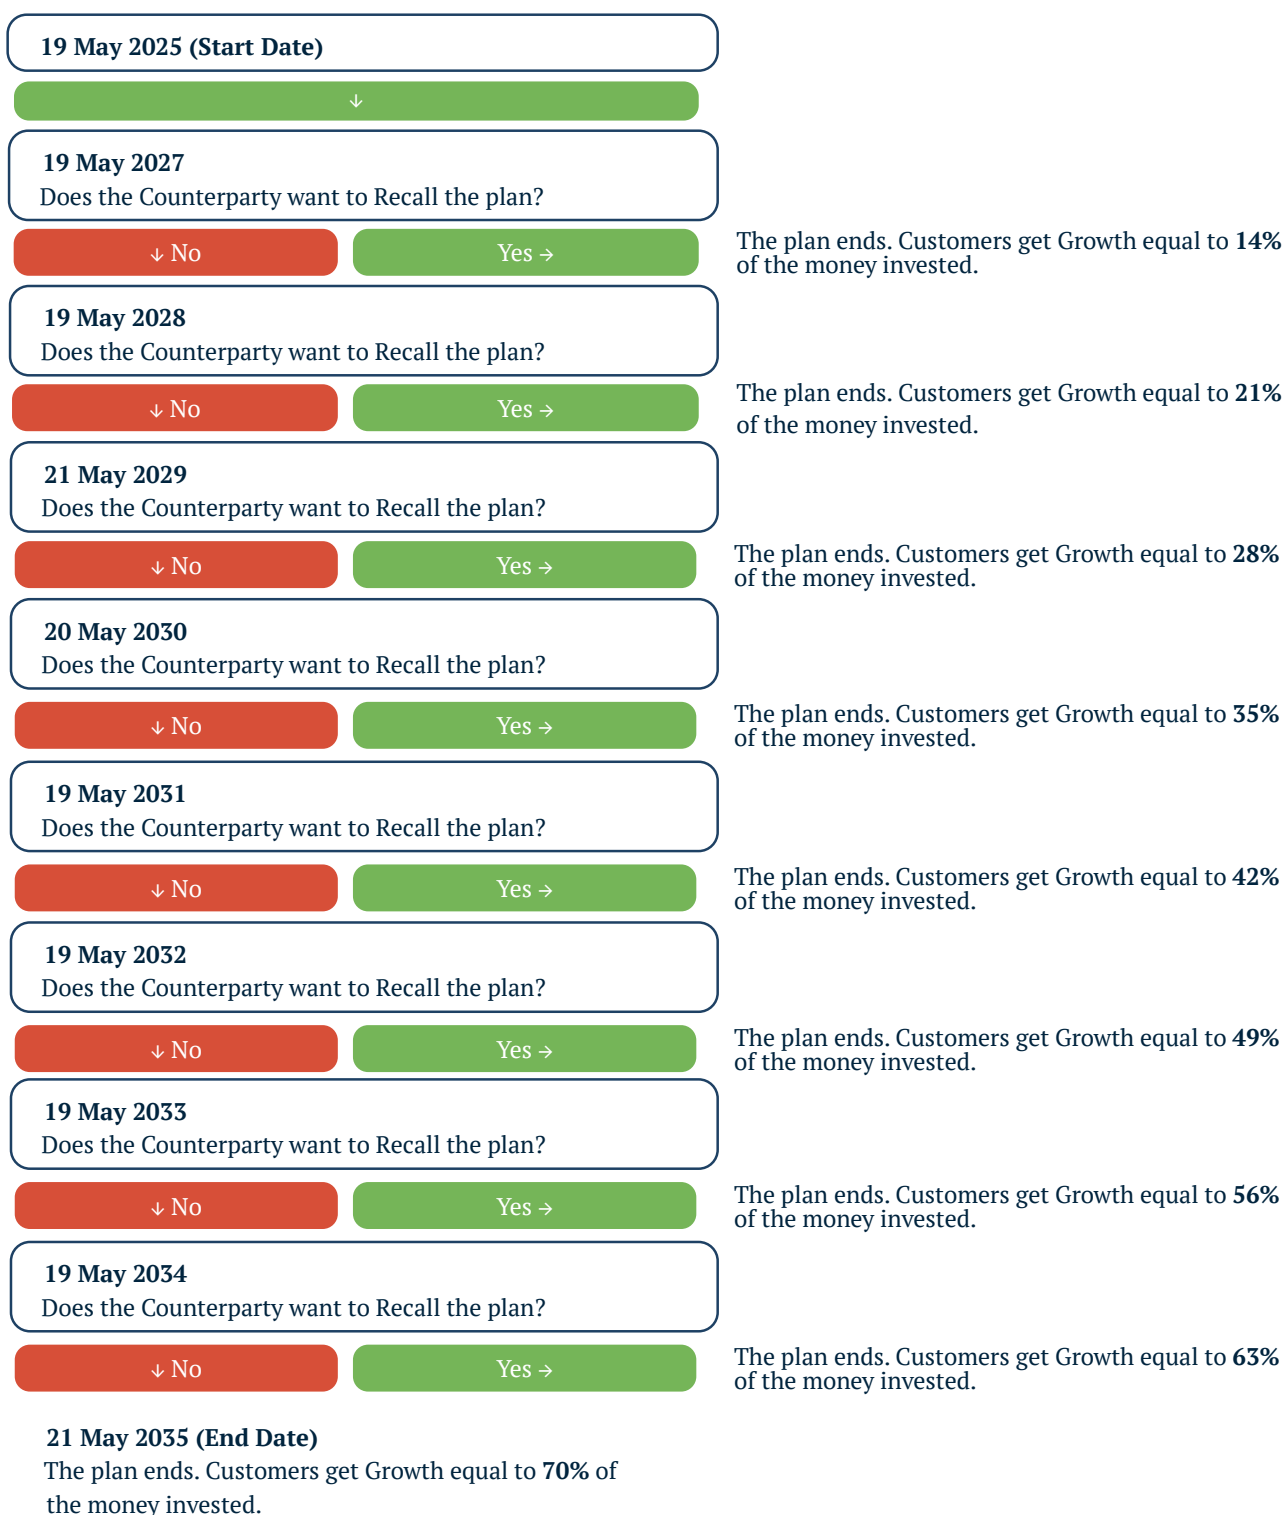 19 May 2025 (Start Date)
↓
19 May 2027
Does the Counterparty want to Recall the plan?
↓ No
Yes →
The plan ends. Customers get Growth equal to 14%
of the money invested.
19 May 2028
Does the Counterparty want to Recall the plan?
↓ No
Yes →
The plan ends. Customers get Growth equal to 21%
of the money invested.
21 May 2029
Does the Counterparty want to Recall the plan?
↓ No
Yes →
The plan ends. Customers get Growth equal to 28%
of the money invested.
20 May 2030
Does the Counterparty want to Recall the plan?
↓ No
Yes →
The plan ends. Customers get Growth equal to 35%
of the money invested.
19 May 2031
Does the Counterparty want to Recall the plan?
↓ No
Yes →
The plan ends. Customers get Growth equal to 42%
of the money invested.
19 May 2032
Does the Counterparty want to Recall the plan?
↓ No
Yes →
The plan ends. Customers get Growth equal to 49%
of the money invested.
19 May 2033
Does the Counterparty want to Recall the plan?
↓ No
Yes →
The plan ends. Customers get Growth equal to 56%
of the money invested.
19 May 2034
Does the Counterparty want to Recall the plan?
↓ No
Yes →
The plan ends. Customers get Growth equal to 63%
of the money invested.
21 May 2035 (End Date)
The plan ends. Customers get Growth equal to 70% of
the money invested.